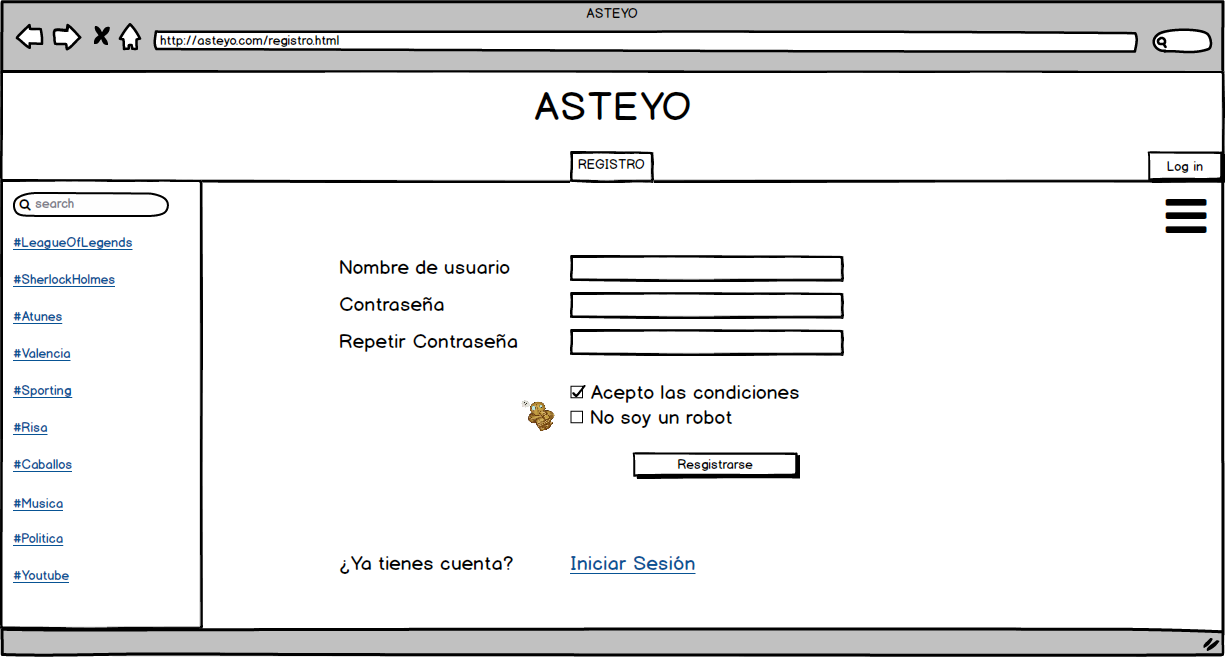 ASTEYO
http://asteyo.com/registro.html
ASTEYO
REGISTRO
Log in
search
#LeagueOfLegends
#SherlockHolmes
#Atunes
#Valencia
#Sporting
#Risa
#Caballos
#Musica
#Politica
#Youtube
Nombre de usuario
Contraseña
Repetir Contraseña
Acepto las condiciones
No soy un robot
Resgistrarse
¿Ya tienes cuenta?
Iniciar Sesión